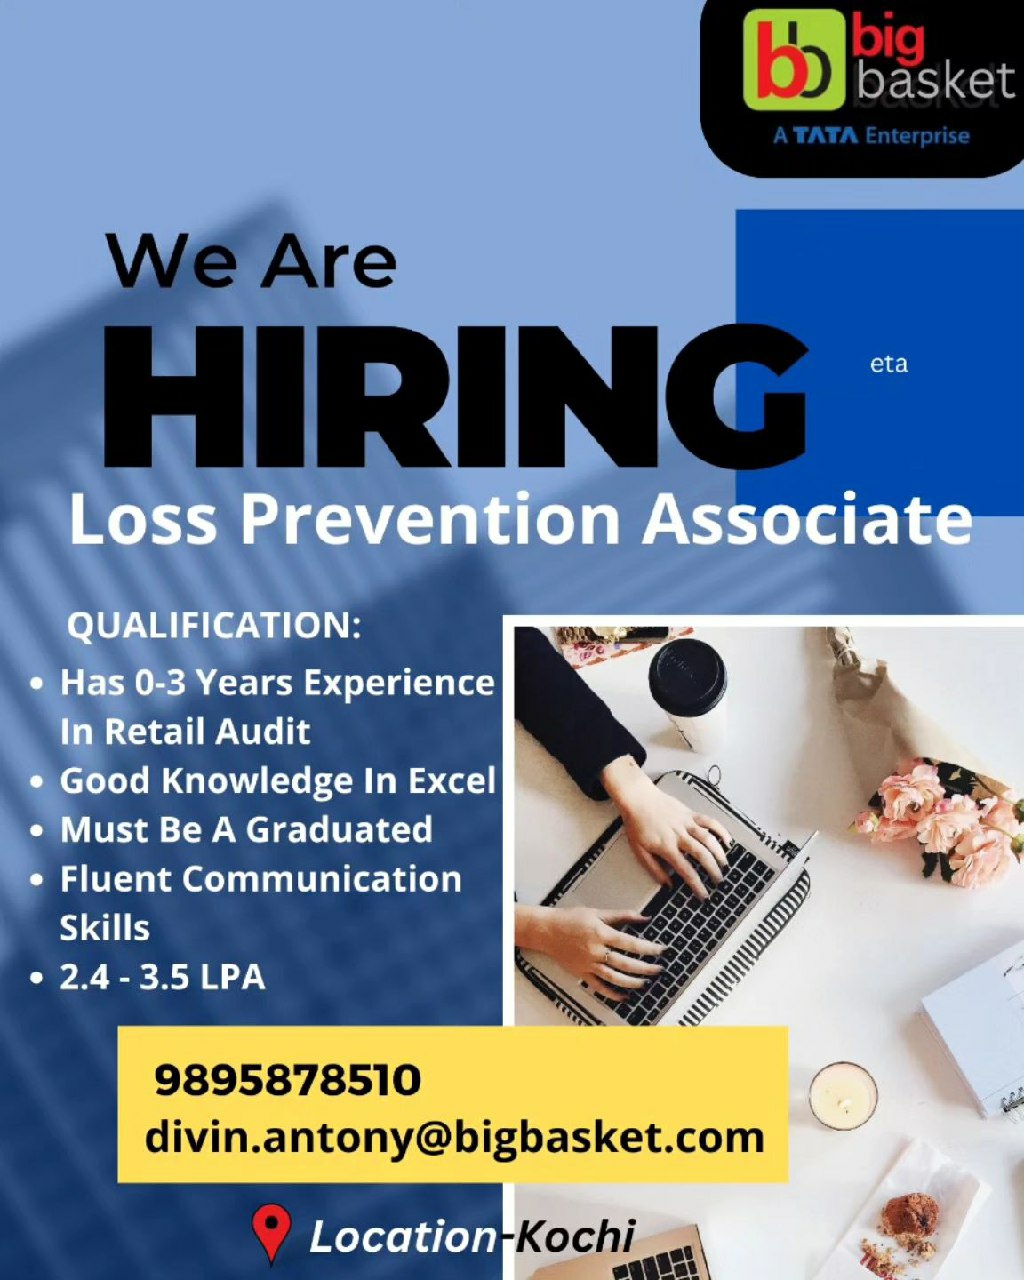 big
basket
A TATA Enterprise
We Are
HIRING
eta
Loss Prevention Associate
QUALIFICATION:
• Has 0-3 Years Experience
In Retail Audit
• Good Knowledge In Excel
• Must Be A Graduated
• Fluent Communication
Skills
• 2.4 - 3.5 LPA
9895878510
divin.antony@bigbasket.com
Location-Kochi